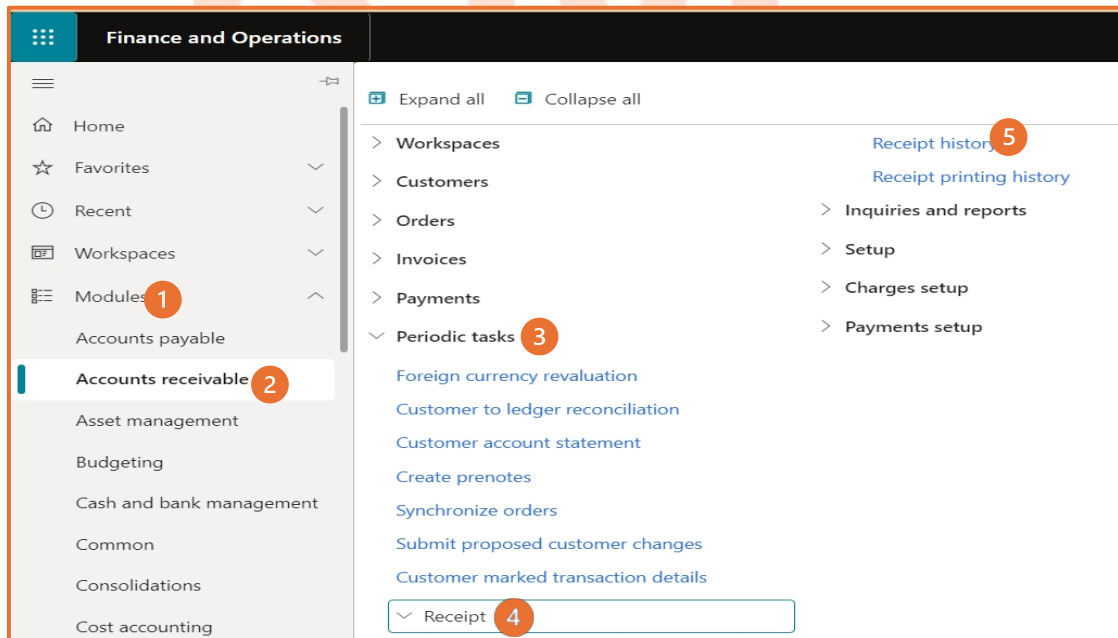 Finance and Operations
Home
Favorites
Recent
Workspaces
Modules 1
Accounts payable
Accounts receivable 2
Asset management
Budgeting
Cash and bank management
Common
Consolidations
Cost accounting
Expand all Collapse all
Workspaces
Customers
Orders
Invoices
Payments
Periodic tasks 3
Foreign currency revaluation
Customer to ledger reconciliation
Customer account statement
Create prenotes
Synchronize orders
Submit proposed customer changes
Customer marked transaction details
Receipt 4
Receipt history 5
Receipt printing history
Inquiries and reports
Setup
Charges setup
Payments setup